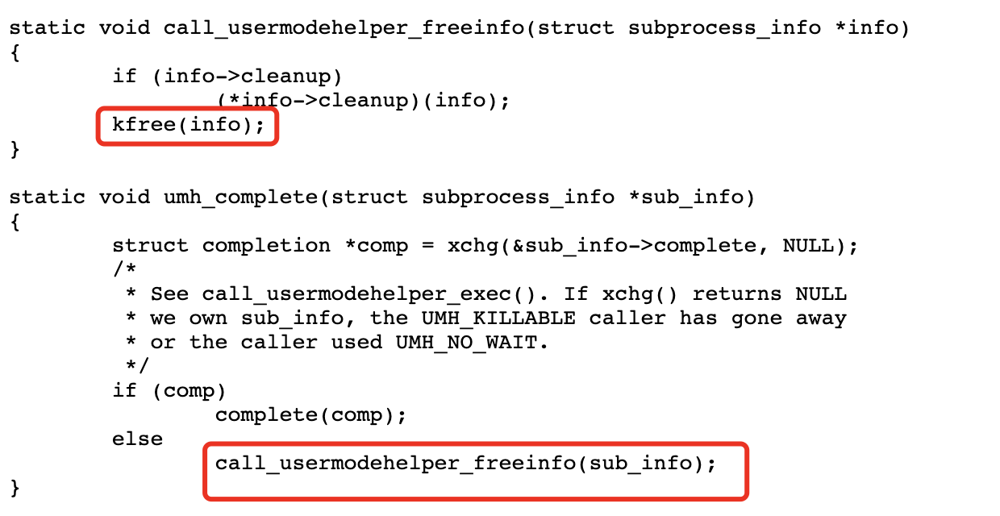 static void call_usermodehelper_freeinfo(struct subprocess_info *info)
{
        if (info->cleanup)
                (*info->cleanup)(info);
        kfree(info);
}

static void umh_complete(struct subprocess_info *sub_info)
{
        struct completion *comp = xchg(&sub_info->complete, NULL);
        /*
         * See call_usermodehelper_exec(). If xchg() returns NULL
         * we own sub_info, the UMH_KILLABLE caller has gone away
         * or the caller used UMH_NO_WAIT.
         */
        if (comp)
                complete(comp);
        else
                call_usermodehelper_freeinfo(sub_info);
}